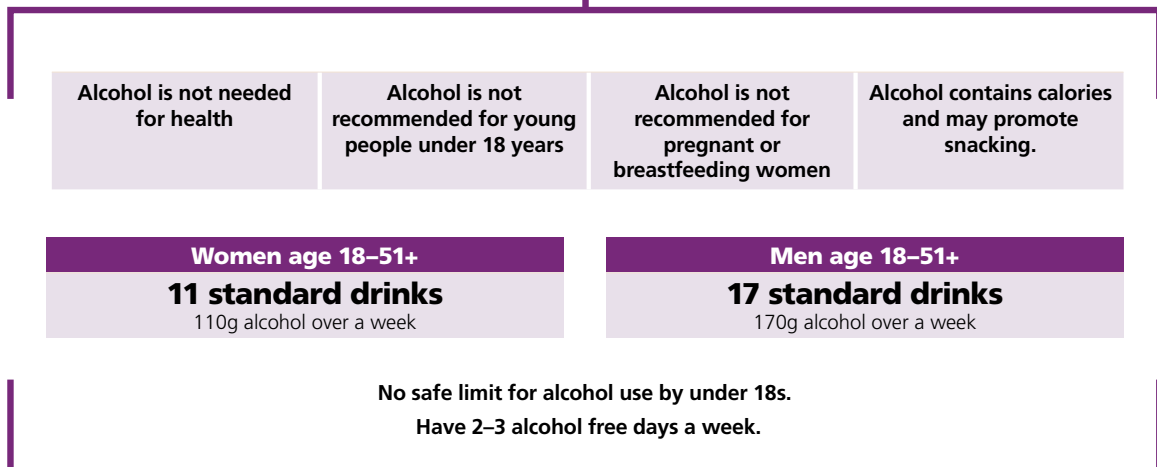 Alcohol is not needed
for health
Alcohol is not
recommended for young
people under 18 years
Alcohol is not
recommended for
pregnant or
breastfeeding women
Alcohol contains calories
and may promote
snacking.
Women age 18–51+
11 standard drinks
110g alcohol over a week
Men age 18–51+
17 standard drinks
170g alcohol over a week
No safe limit for alcohol use by under 18s.
Have 2–3 alcohol free days a week.